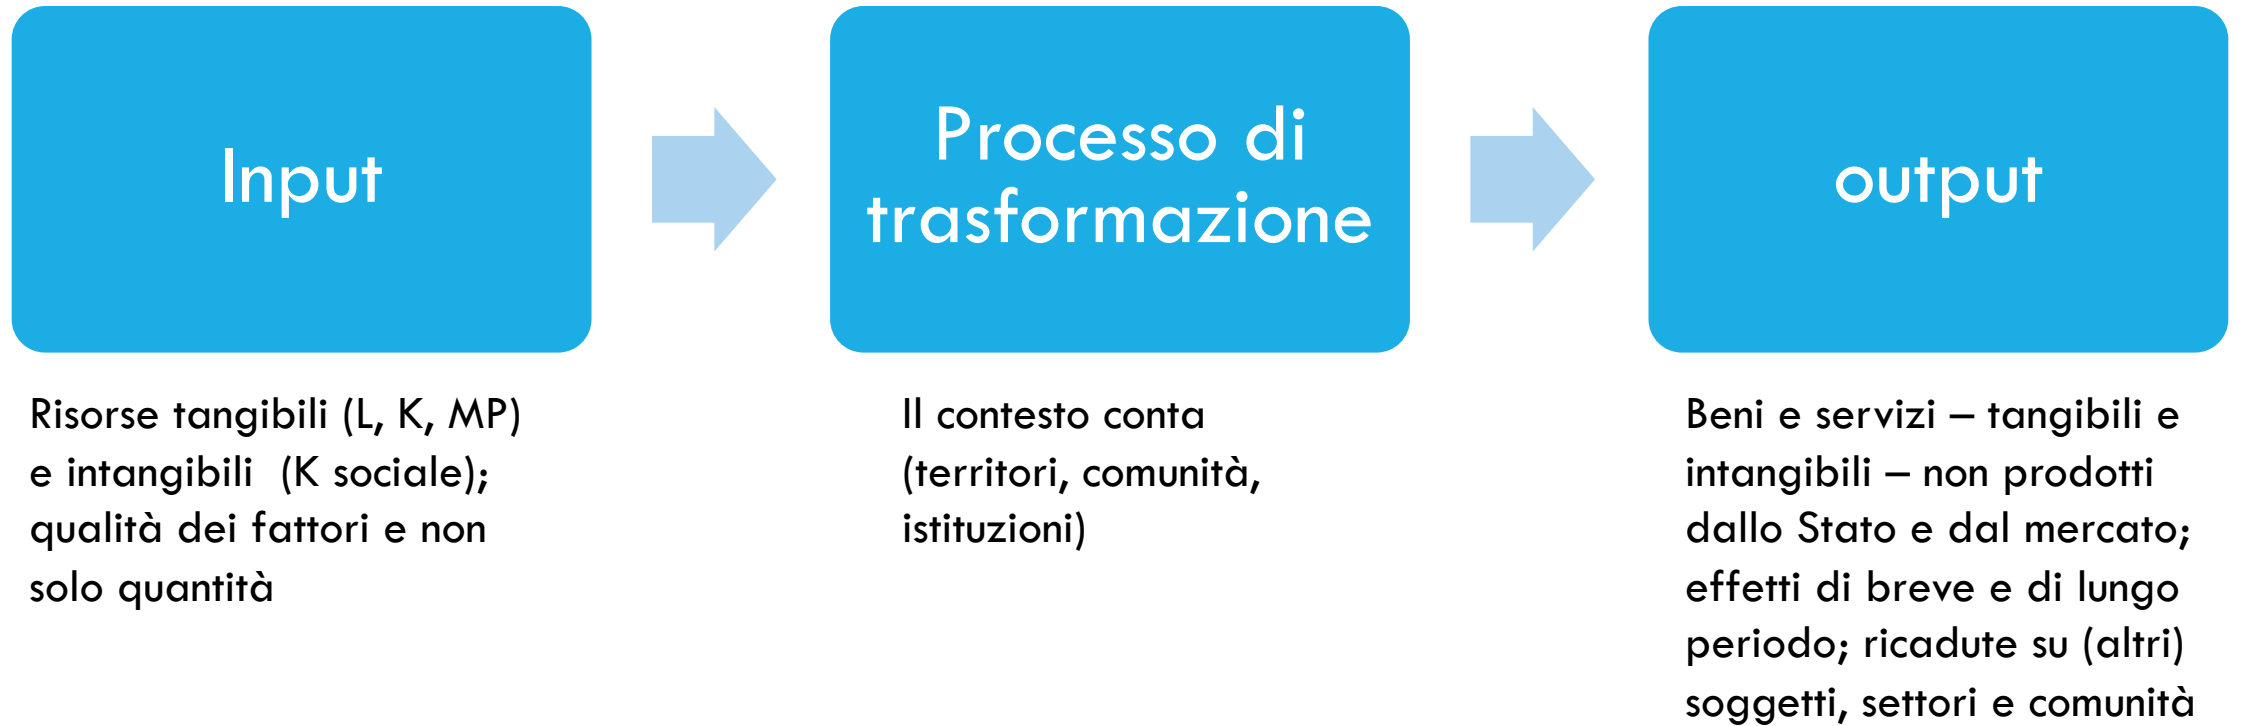 Input
Processo di
trasformazione
output
Risorse tangibili (L, K, MP)
e intangibili (K sociale);
qualità dei fattori e non
solo quantità
Il contesto conta
(territori, comunità,
istituzioni)
Beni e servizi – tangibili e
intangibili – non prodotti
dallo Stato e dal mercato;
effetti di breve e di lungo
periodo; ricadute su (altri)
soggetti, settori e comunità